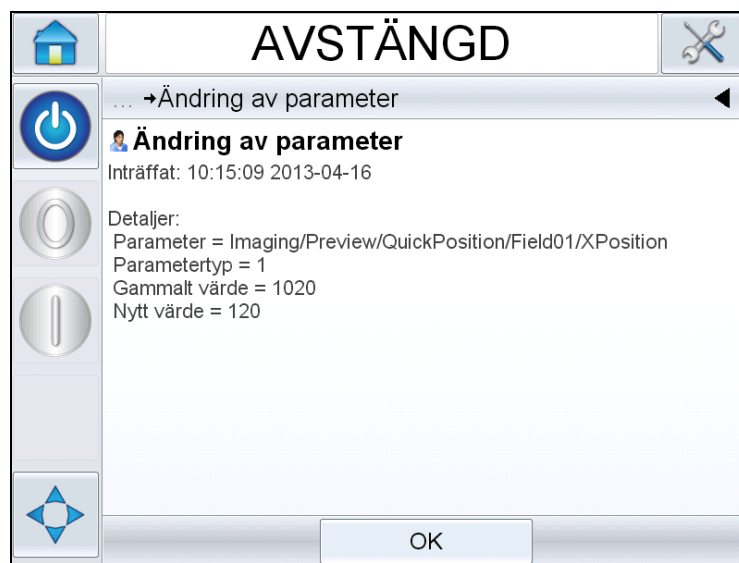 AVSTÄNGD
... →Ändring av parameter
Ändring av parameter
Inträffat: 10:15:09 2013-04-16
Detaljer:
Parameter = Imaging/Preview/QuickPosition/Field01/XPosition
Parametertyp = 1
Gammalt värde = 1020
Nytt värde = 120
OK